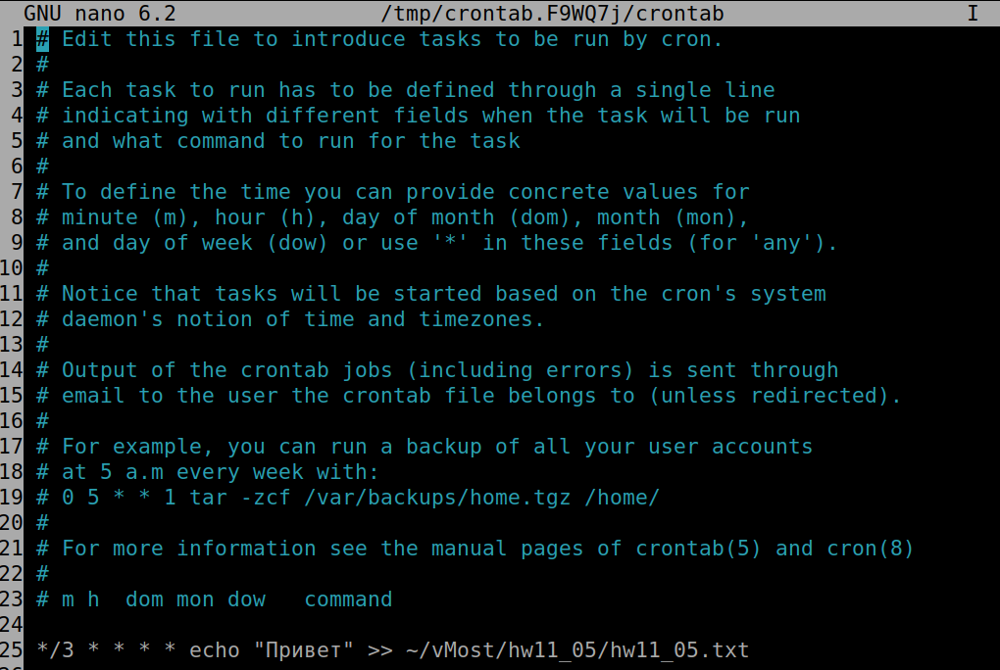 GNU nano 6.2 /tmp/crontab.F9WQ7j/crontab I
1 # Edit this file to introduce tasks to be run by cron.
2 #
3 # Each task to run has to be defined through a single line
4 # indicating with different fields when the task will be run
5 # and what command to run for the task
6 #
7 # To define the time you can provide concrete values for
8 # minute (m), hour (h), day of month (dom), month (mon),
9 # and day of week (dow) or use '*' in these fields (for 'any').
10 #
11 # Notice that tasks will be started based on the cron's system
12 # daemon's notion of time and timezones.
13 #
14 # Output of the crontab jobs (including errors) is sent through
15 # email to the user the crontab file belongs to (unless redirected).
16 #
17 # For example, you can run a backup of all your user accounts
18 # at 5 a.m every week with:
19 # 0 5 * * 1 tar -zcf /var/backups/home.tgz /home/
20 #
21 # For more information see the manual pages of crontab(5) and cron(8)
22 #
23 # m h  dom mon dow   command
24
25 */3 * * * * echo "Привет" >> ~/vMost/hw11_05/hw11_05.txt